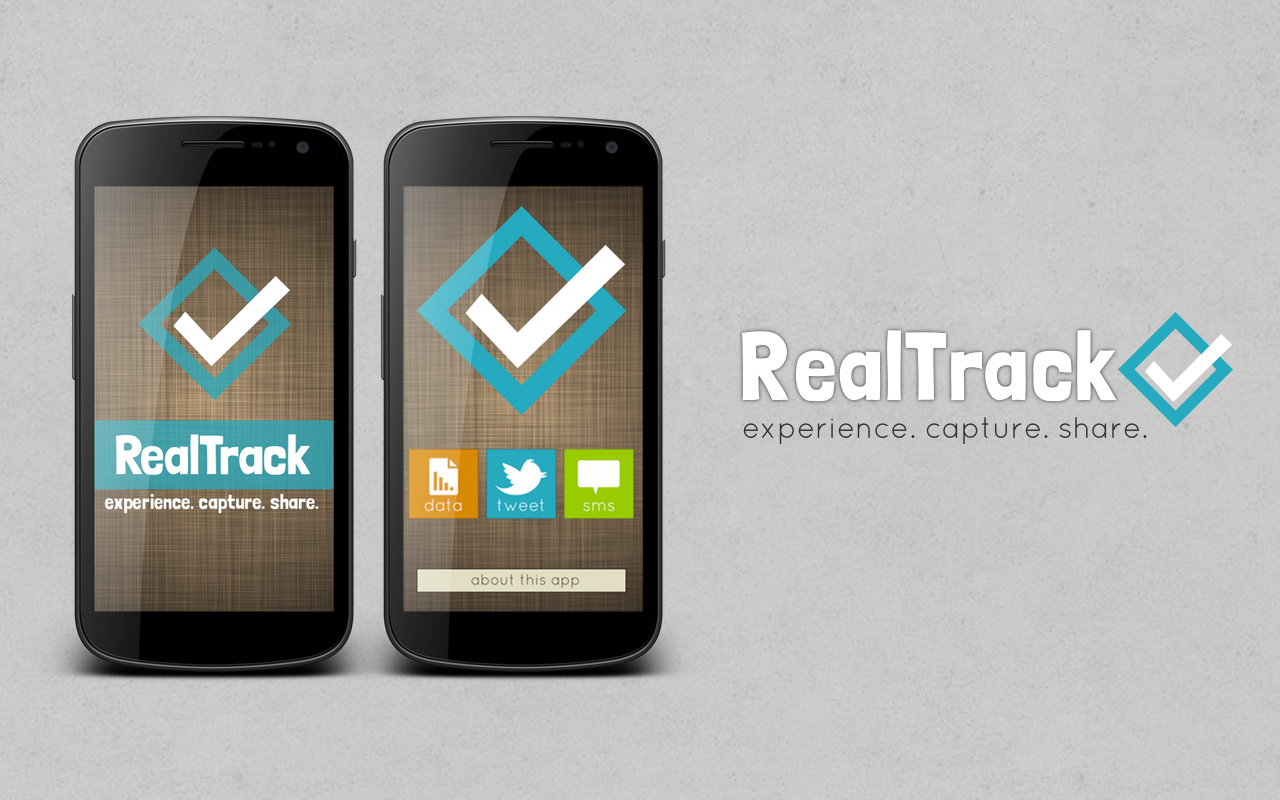 RealTrack
experience. capture. share.
data
tweet
sms
about this app
RealTrack
experience. capture. share.